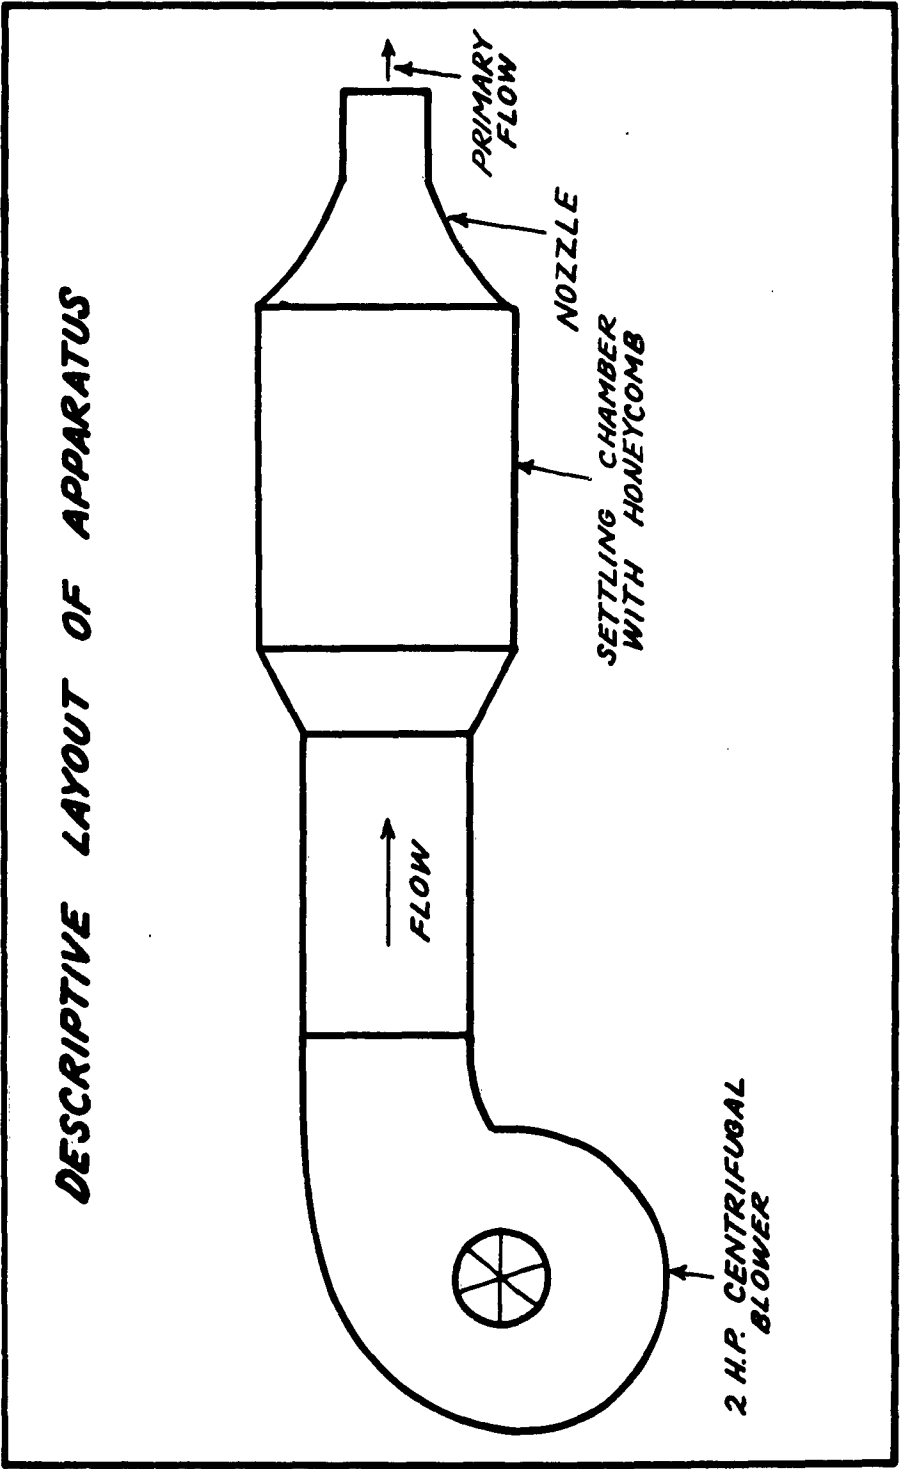 DESCRIPTIVE LAYOUT OF APPARATUS
FLOW
PRIMARY
FLOW
NOZZLE
SETTLING CHAMBER
WITH HONEYCOMB
2 H.P. CENTRIFUGAL
BLOWER